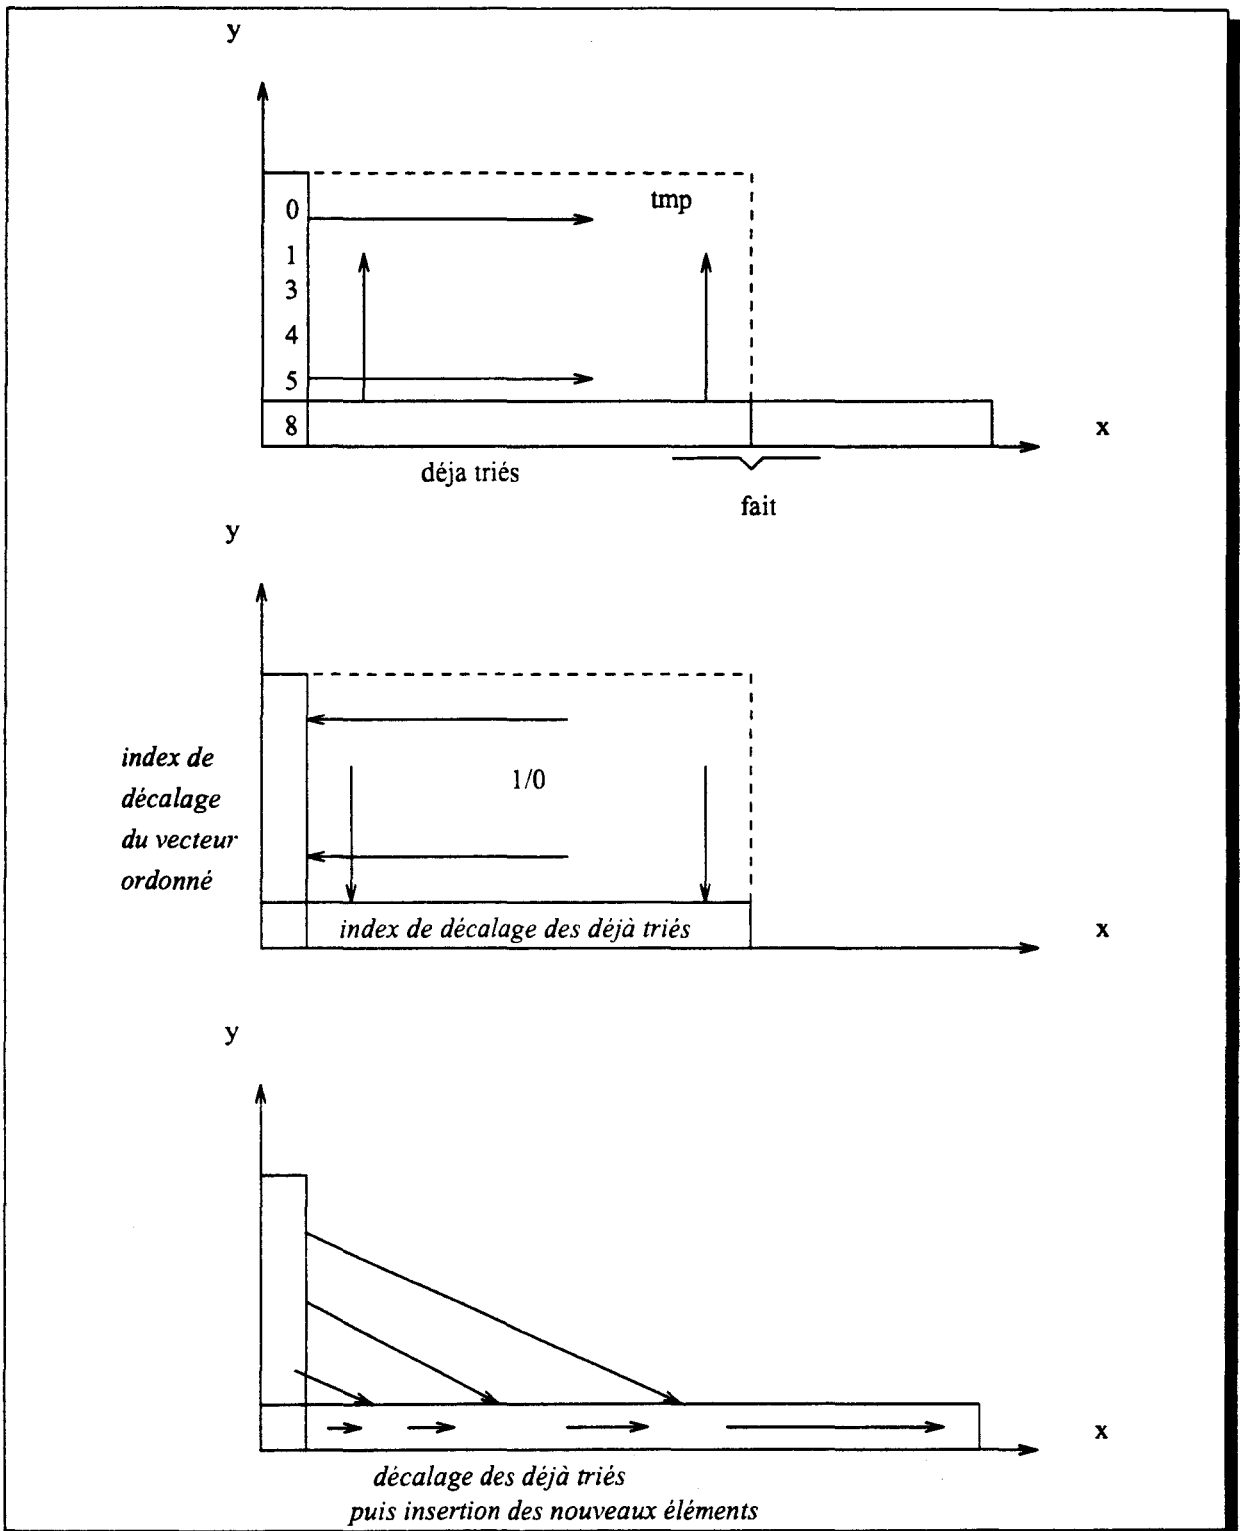 y
tmp
0
1
3
4
5
8
x
déja triés
fait
y
index de
décalage
du vecteur
ordonné
1/0
index de décalage des déjà triés
x
y
x
décalage des déjà triés
puis insertion des nouveaux éléments